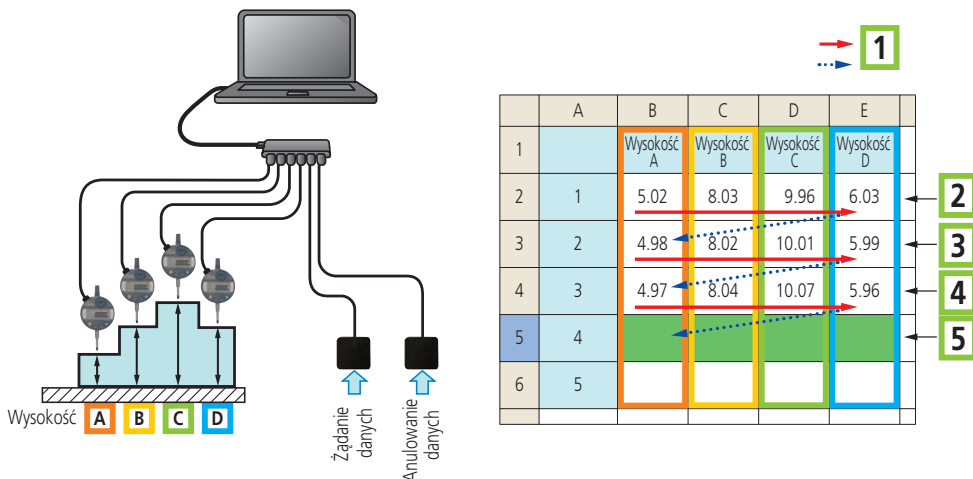 1
A B C D E
1 Wysokość A Wysokość B Wysokość C Wysokość D
2 1 5.02 8.03 9.96 6.03 2
3 2 4.98 8.02 10.01 5.99 3
4 3 4.97 8.04 10.07 5.96 4
5 4 5
6 5
Wysokość A B C D
Żądanie
danych
Anulowanie
danych